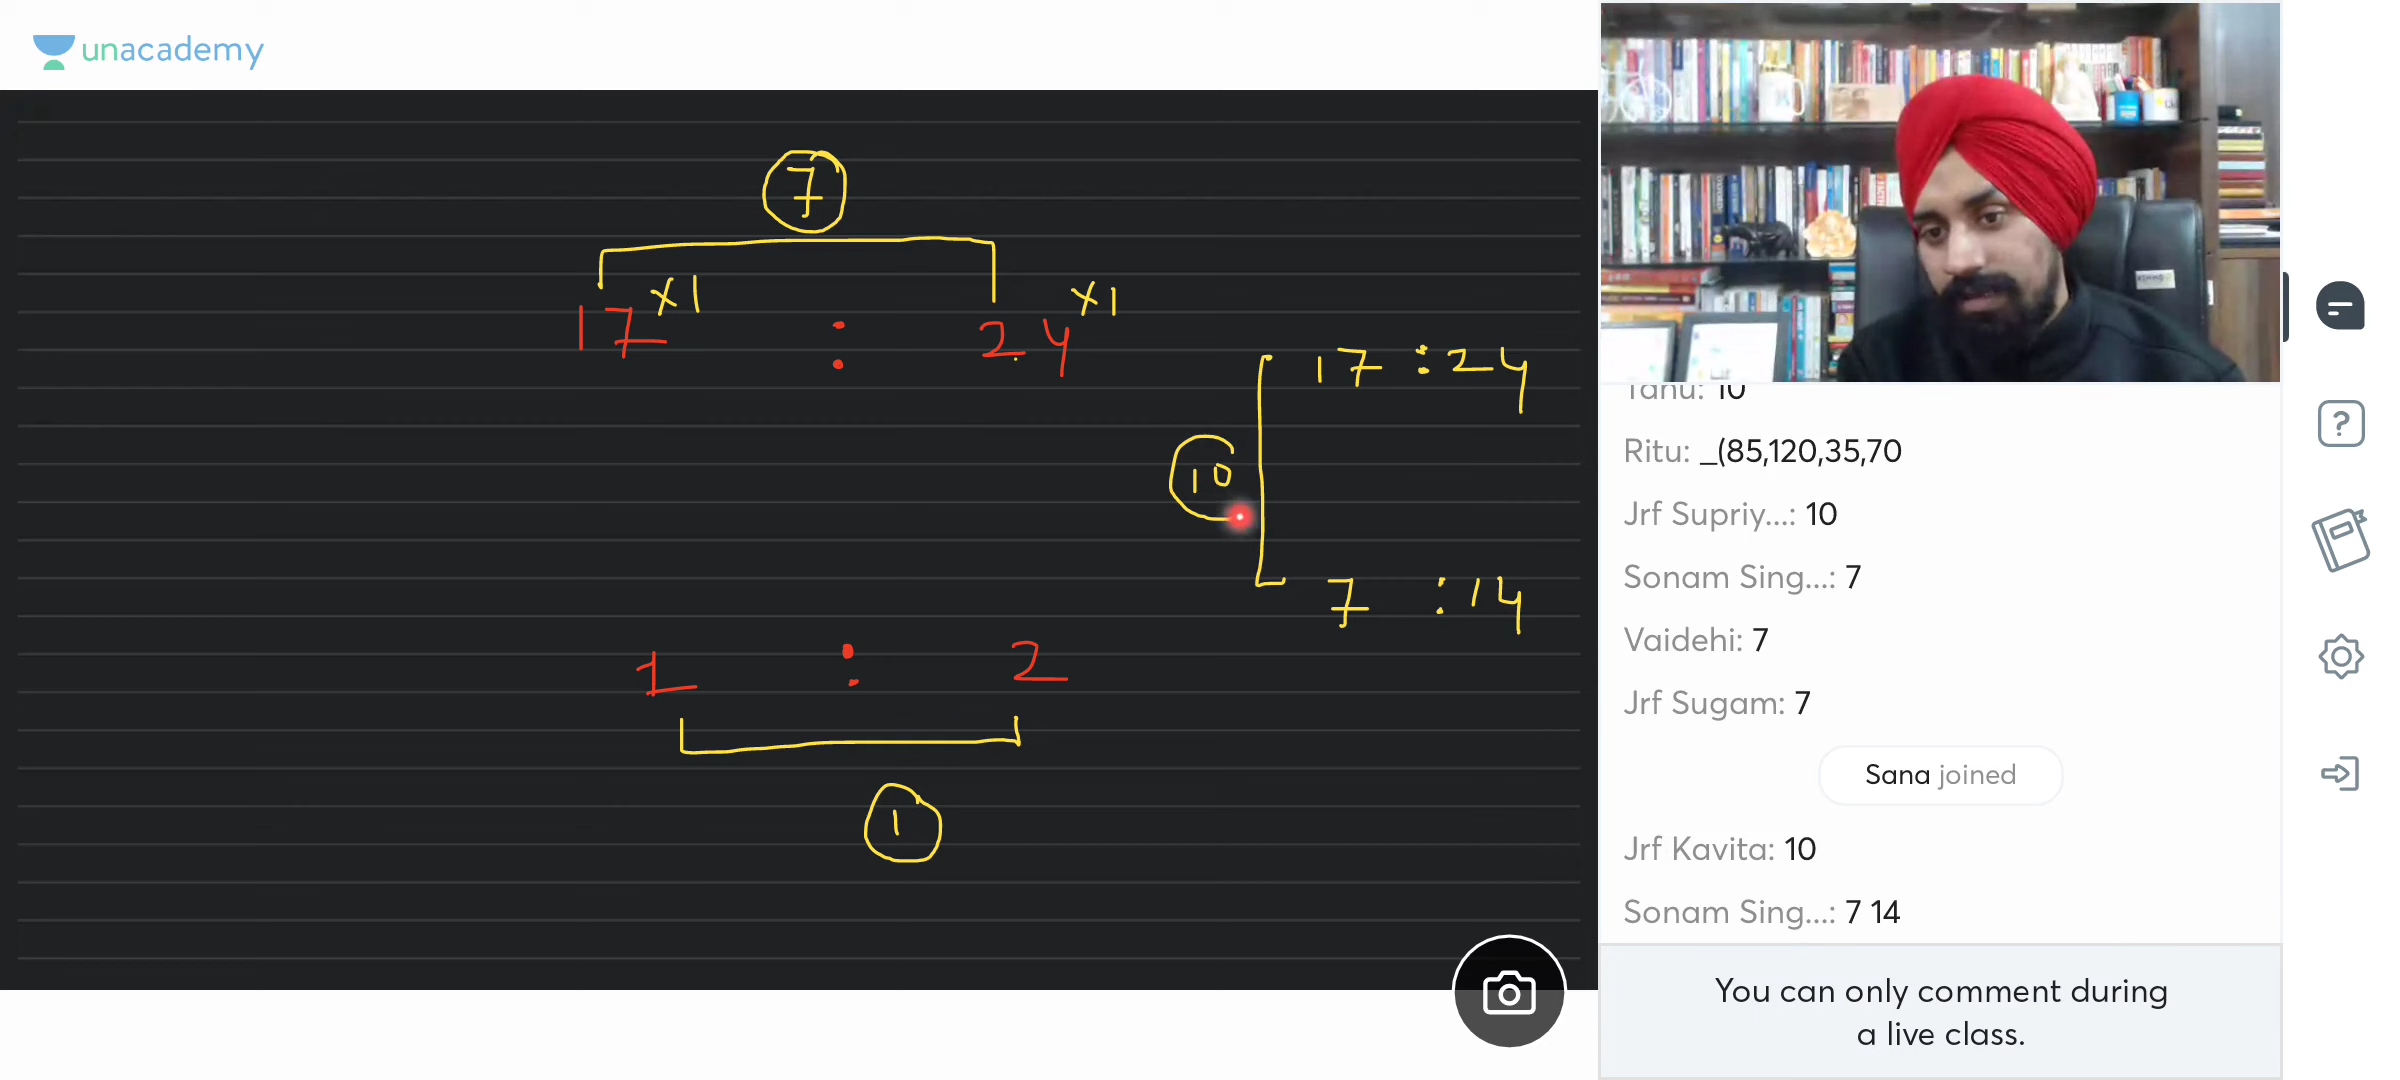 unacademy
7
17 x1 : 24 x1
17 : 24
10
7 : 14
1 : 2
1
Tanu: 10
Ritu: _(85,120,35,70
Jrf Supriy...: 10
Sonam Sing...: 7
Vaidehi: 7
Jrf Sugam: 7
Sana joined
Jrf Kavita: 10
Sonam Sing...: 7 14
You can only comment during
a live class.
?